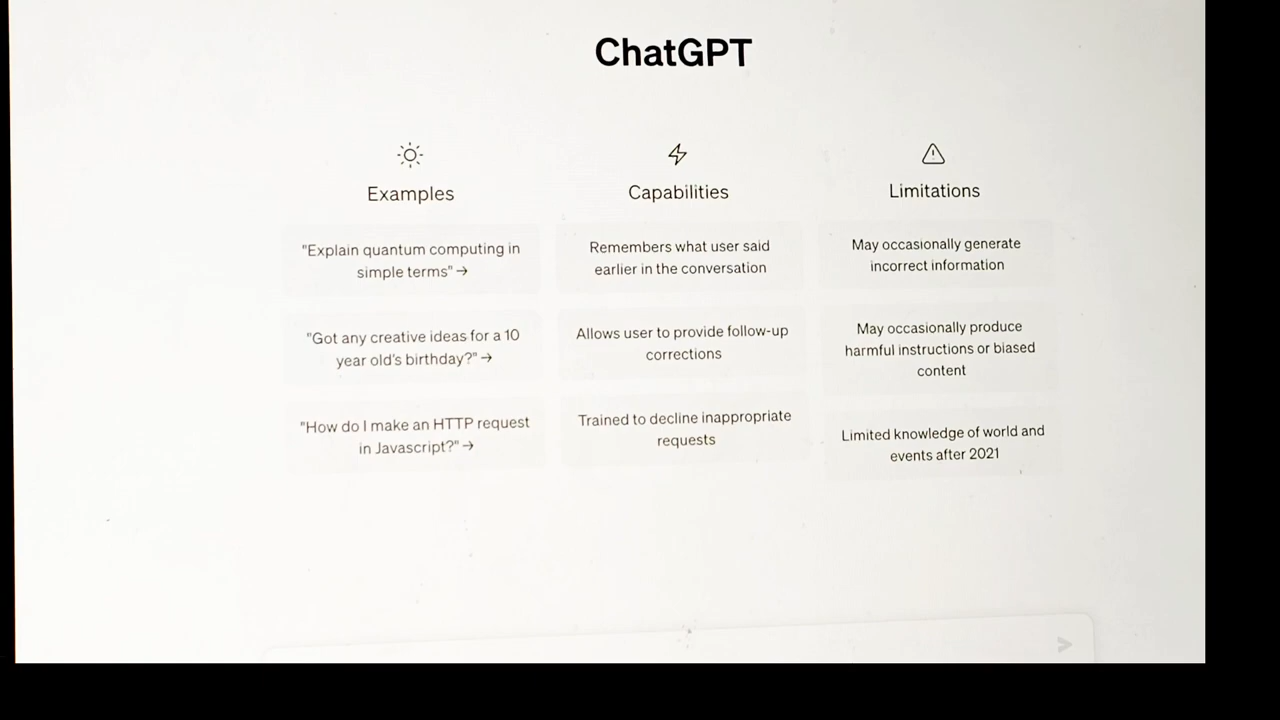 ChatGPT
Examples
"Explain quantum computing in
simple terms" →
"Got any creative ideas for a 10
year old's birthday?" →
"How do I make an HTTP request
in Javascript?" →
Capabilities
Remembers what user said
earlier in the conversation
Allows user to provide follow-up
corrections
Trained to decline inappropriate
requests
Limitations
May occasionally generate
incorrect information
May occasionally produce
harmful instructions or biased
content
Limited knowledge of world and
events after 2021